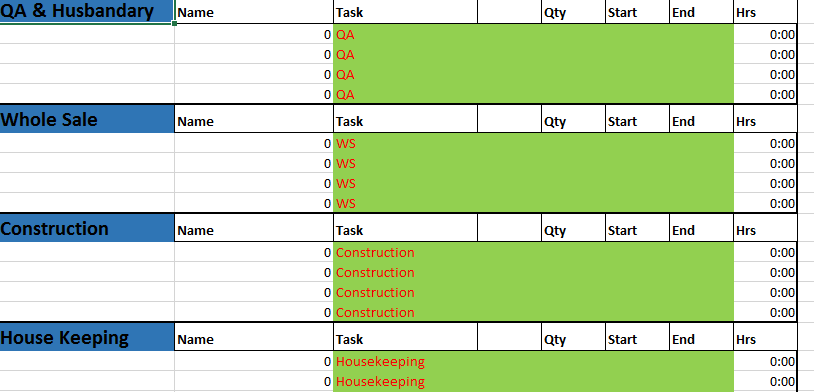 QA & Husbandary Name Task Qty Start End Hrs
0 QA 0:00
0 QA 0:00
0 QA 0:00
0 QA 0:00
Whole Sale Name Task Qty Start End Hrs
0 WS 0:00
0 WS 0:00
0 WS 0:00
0 WS 0:00
Construction Name Task Qty Start End Hrs
0 Construction 0:00
0 Construction 0:00
0 Construction 0:00
0 Construction 0:00
House Keeping Name Task Qty Start End Hrs
0 Housekeeping 0:00
0 Housekeeping 0:00